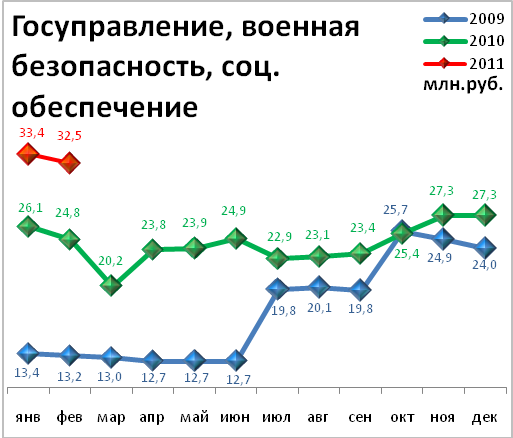 Госуправление, военная
безопасность, соц.
обеспечение
2009
2010
2011
млн.руб.
33,4 32,5
26,1 24,8 20,2 23,8 23,9 24,9 22,9 23,1 23,4 25,4 27,3 27,3
13,4 13,2 13,0 12,7 12,7 12,7 19,8 20,1 19,8 25,7 24,9 24,0
янв фев мар апр май июн июл авг сен окт ноя дек